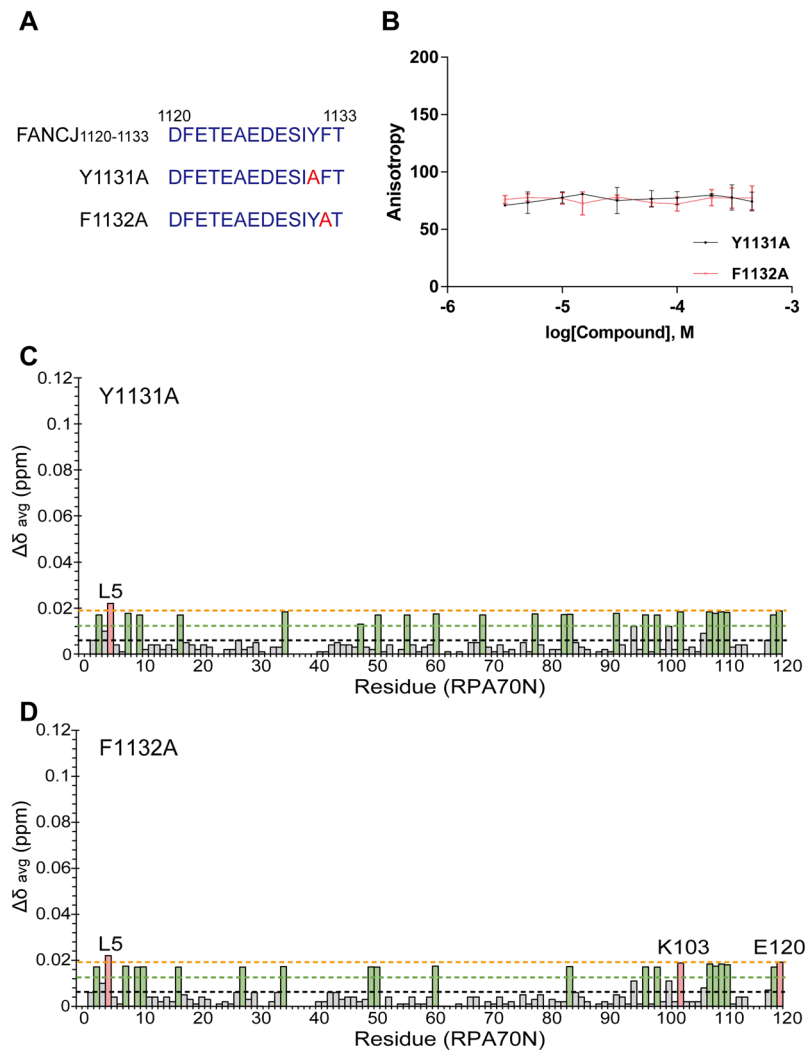 A
1120 1133
FANCJ1120-1133 DFETEAEDESIYFT
Y1131A DFETEAEDESIAFT
F1132A DFETEAEDESIYAT
B
200
150
100
50
0
Anisotropy
Y1131A
F1132A
-6 -5 -4 -3
log[Compound], M
C
Y1131A
0.12
0.1
0.08
0.06
0.04
0.02
0
Δδ avg (ppm)
L5
0 10 20 30 40 50 60 70 80 90 100 110 120
Residue (RPA70N)
D
F1132A
0.12
0.1
0.08
0.06
0.04
0.02
0
Δδ avg (ppm)
L5 K103 E120
0 10 20 30 40 50 60 70 80 90 100 110 120
Residue (RPA70N)